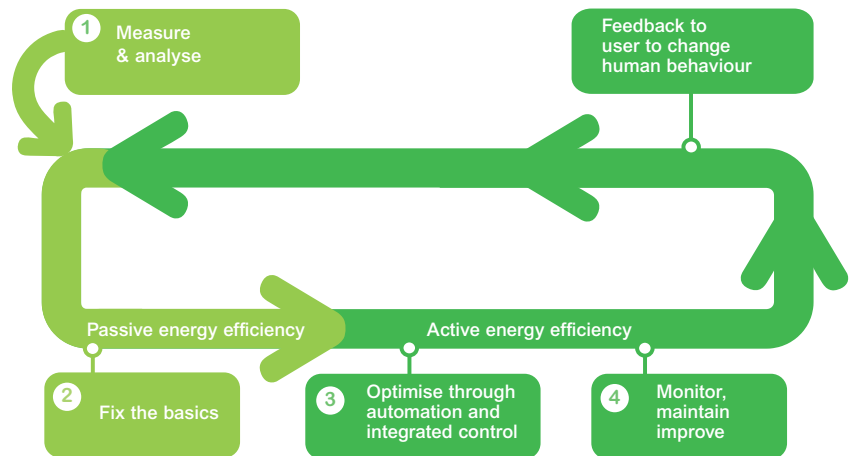 1
Measure
& analyse
Feedback to
user to change
human behaviour
Passive energy efficiency
Active energy efficiency
2
Fix the basics
3
Optimise through
automation and
integrated control
4
Monitor,
maintain
improve